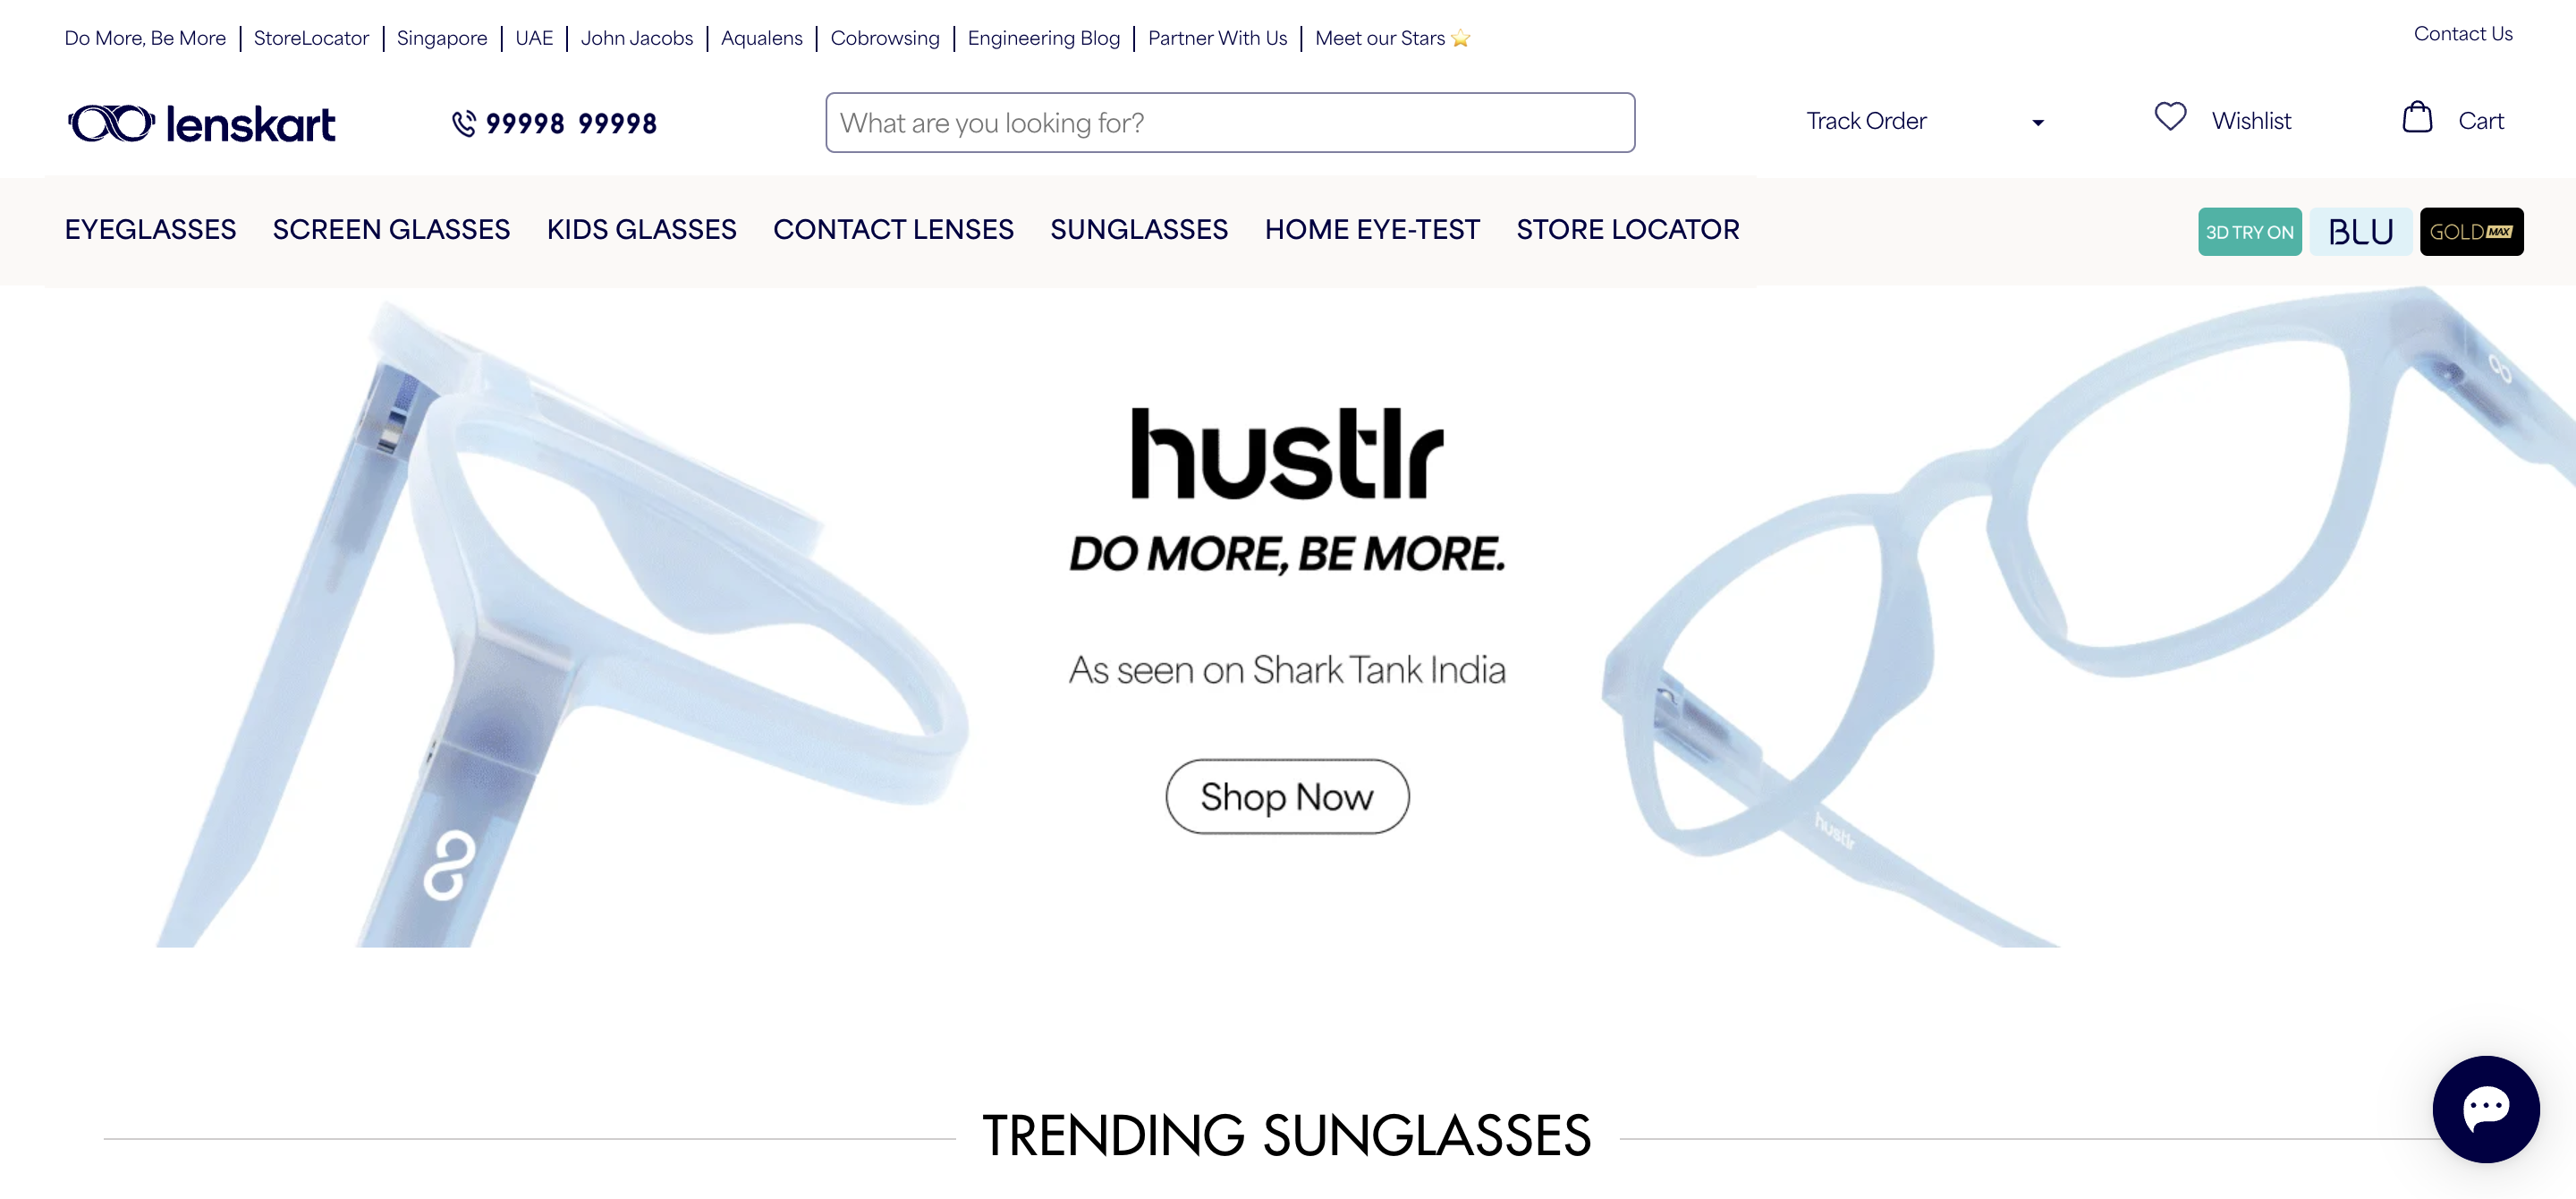 Do More, Be More | StoreLocator | Singapore | UAE | John Jacobs | Aqualens | Cobrowsing | Engineering Blog | Partner With Us | Meet our Stars ⭐
Contact Us
lenskart
99998 99998
What are you looking for?
Track Order
Wishlist
Cart
EYEGLASSES SCREEN GLASSES KIDS GLASSES CONTACT LENSES SUNGLASSES HOME EYE-TEST STORE LOCATOR
3D TRY ON
BLU
GOLD MAX
hustlr
DO MORE, BE MORE.
As seen on Shark Tank India
Shop Now
hustlr
TRENDING SUNGLASSES